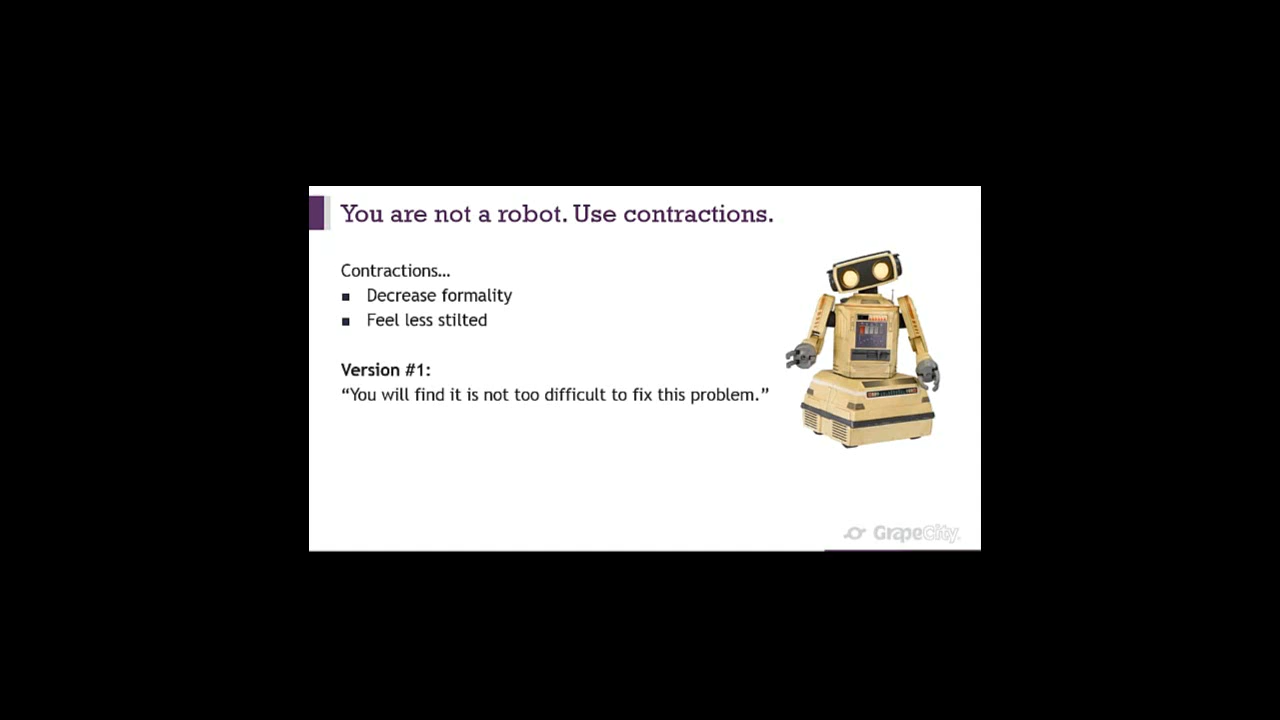 You are not a robot. Use contractions.
Contractions…
▪ Decrease formality
▪ Feel less stilted
Version #1:
“You will find it is not too difficult to fix this problem.”
GrapeCity